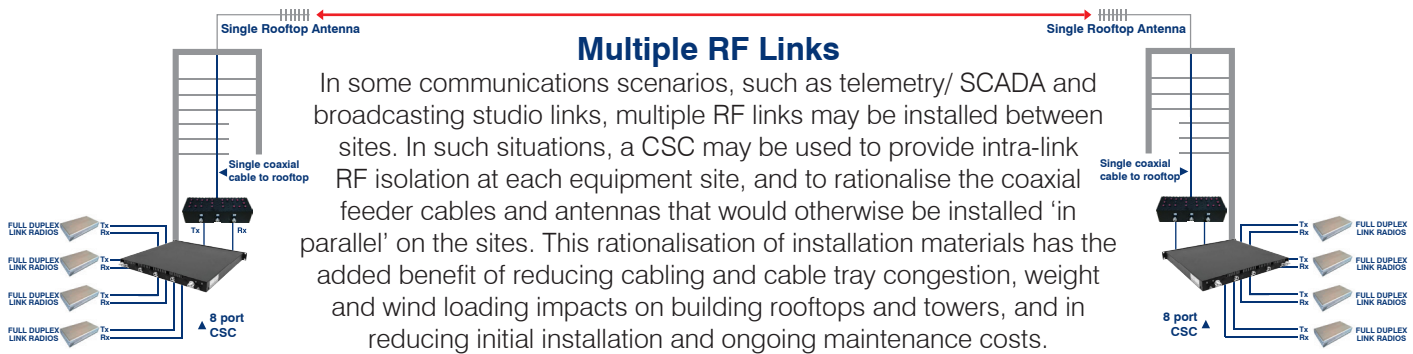 Single Rooftop Antenna
Single Rooftop Antenna
Multiple RF Links
In some communications scenarios, such as telemetry/ SCADA and
broadcasting studio links, multiple RF links may be installed between
sites. In such situations, a CSC may be used to provide intra-link
RF isolation at each equipment site, and to rationalise the coaxial
feeder cables and antennas that would otherwise be installed ‘in
parallel’ on the sites. This rationalisation of installation materials has the
added benefit of reducing cabling and cable tray congestion, weight
and wind loading impacts on building rooftops and towers, and in
reducing initial installation and ongoing maintenance costs.
Single coaxial
cable to rooftop
Tx Rx
FULL DUPLEX
LINK RADIOS
Tx
Rx
FULL DUPLEX
LINK RADIOS
Tx
Rx
FULL DUPLEX
LINK RADIOS
Tx
Rx
FULL DUPLEX
LINK RADIOS
Tx
Rx
8 port
CSC
Single coaxial
cable to rooftop
Tx
Rx
FULL DUPLEX
LINK RADIOS
Tx
Rx
FULL DUPLEX
LINK RADIOS
Tx
Rx
FULL DUPLEX
LINK RADIOS
Tx
Rx
FULL DUPLEX
LINK RADIOS
8 port
CSC